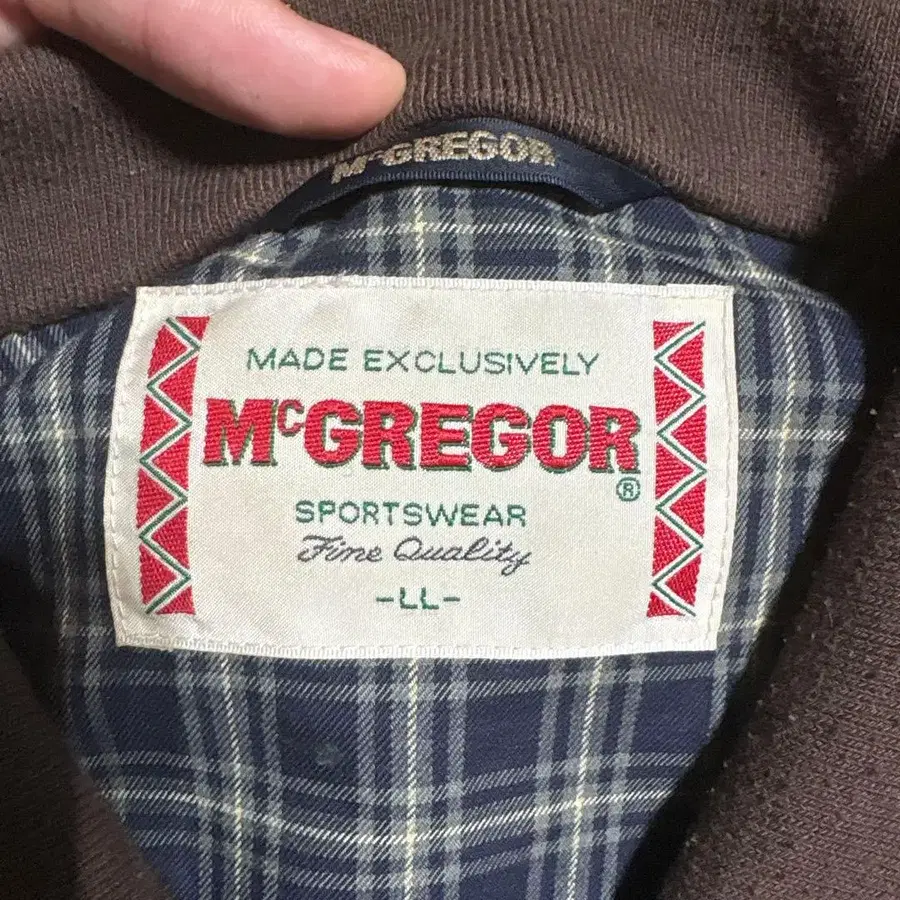 McGREGOR
MADE EXCLUSIVELY
McGREGOR
®
SPORTSWEAR
Fine Quality
-LL-